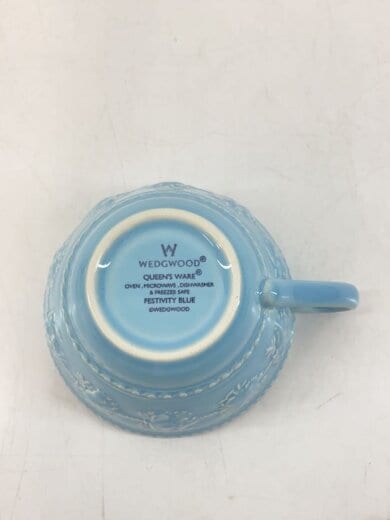 W
WEDGWOOD®
QUEEN'S WARE®
OVEN, MICROWAVE, DISHWASHER
& FREEZER SAFE
FESTIVITY BLUE
©WEDGWOOD